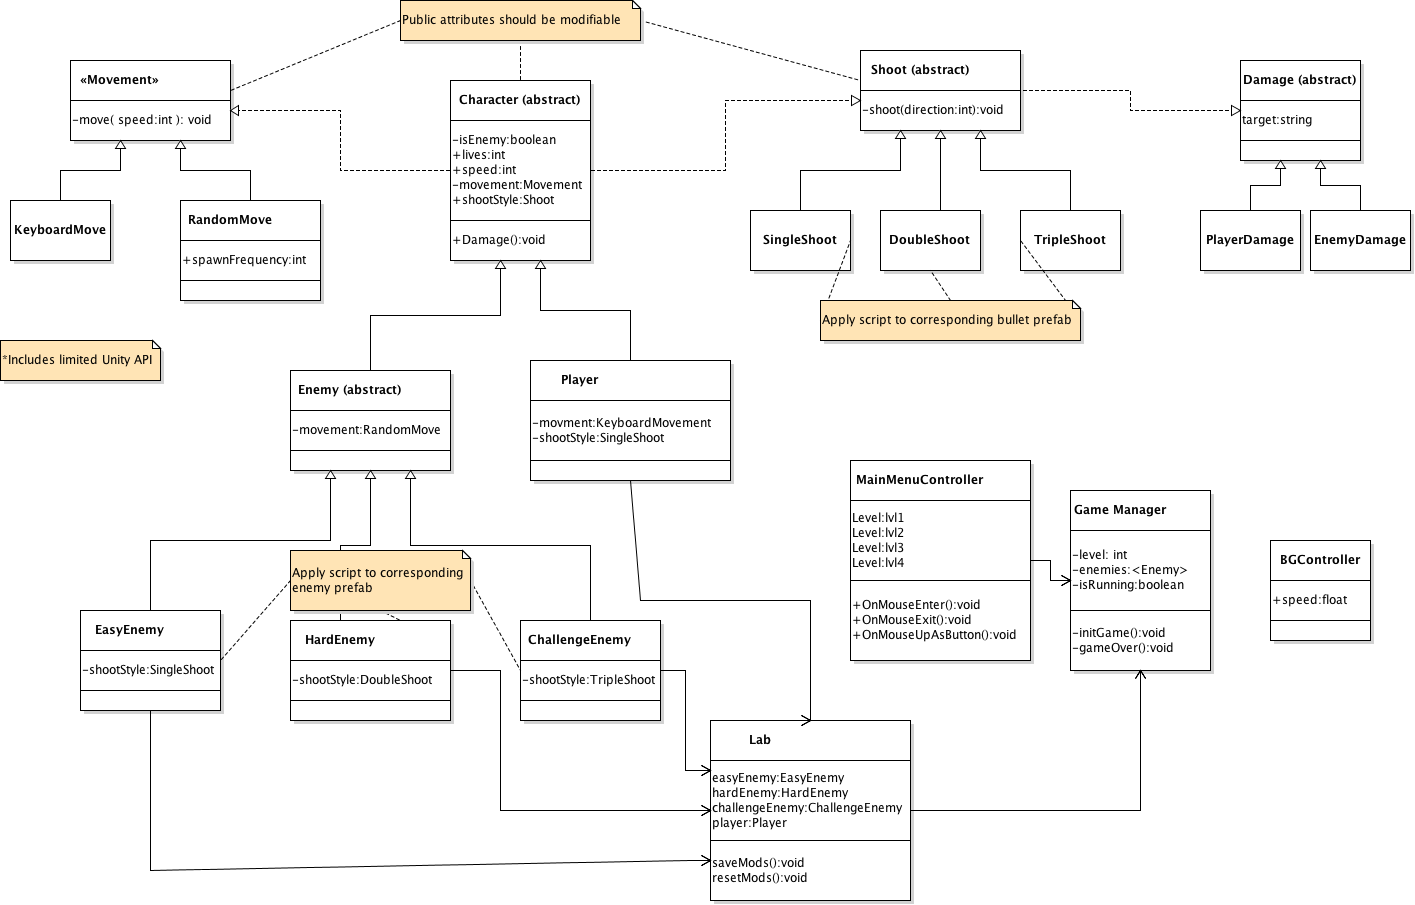 Public attributes should be modifiable
«Movement»
-move( speed:int ): void
Character (abstract)
-isEnemy:boolean
+lives:int
+speed:int
-movement:Movement
+shootStyle:Shoot
+Damage():void
Shoot (abstract)
-shoot(direction:int):void
Damage (abstract)
target:string
KeyboardMove
RandomMove
+spawnFrequency:int
SingleShoot
DoubleShoot
TripleShoot
PlayerDamage
EnemyDamage
Apply script to corresponding bullet prefab
*Includes limited Unity API
Enemy (abstract)
-movement:RandomMove
Player
-movment:KeyboardMovement
-shootStyle:SingleShoot
MainMenuController
Level:lvl1
Level:lvl2
Level:lvl3
Level:lvl4
+OnMouseEnter():void
+OnMouseExit():void
+OnMouseUpAsButton():void
Game Manager
-level: int
-enemies:<Enemy>
-isRunning:boolean
-initGame():void
-gameOver():void
BGController
+speed:float
Apply script to corresponding
enemy prefab
EasyEnemy
-shootStyle:SingleShoot
HardEnemy
-shootStyle:DoubleShoot
ChallengeEnemy
-shootStyle:TripleShoot
Lab
easyEnemy:EasyEnemy
hardEnemy:HardEnemy
challengeEnemy:ChallengeEnemy
player:Player
saveMods():void
resetMods():void